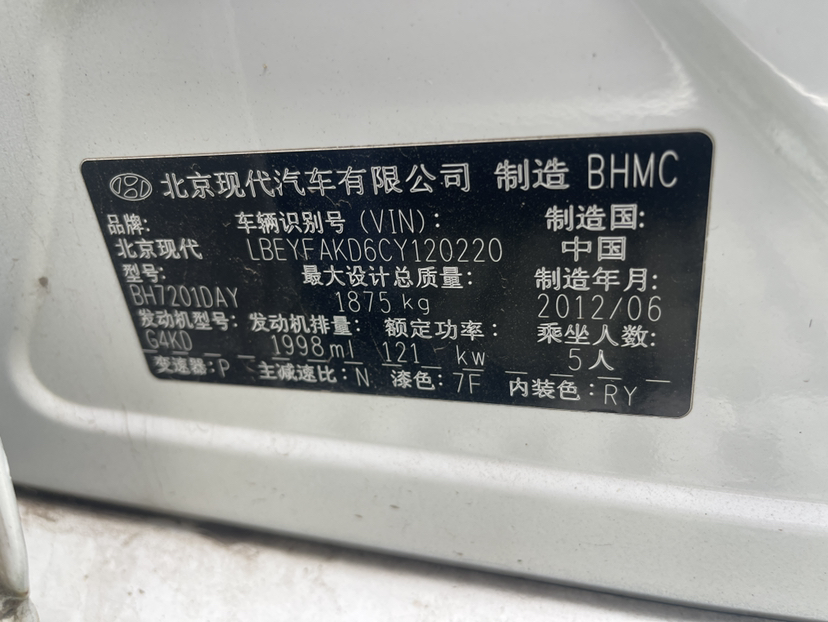 北京现代汽车有限公司 制造 BHMC
品牌: 车辆识别号 (VIN): 制造国:
北京现代 LBEYFAKD6CY120220 中国
型号: 最大设计总质量: 制造年月:
BH7201DAY 1875 kg 2012/06
发动机型号: 发动机排量: 额定功率: 乘坐人数:
G4KD 1998ml 121 kw 5人
变速器: P 主减速比: N 漆色: 7F 内装色: RY